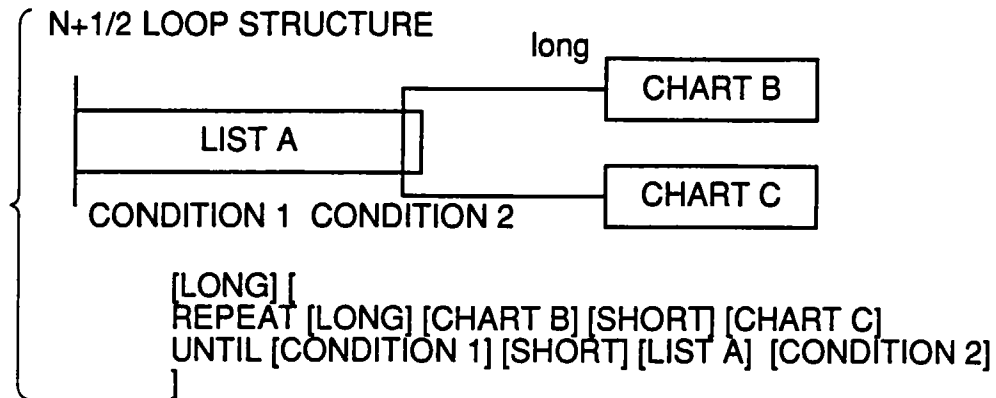 N+1/2 LOOP STRUCTURE
long
CHART B
LIST A
CHART C
CONDITION 1 CONDITION 2
[LONG] [
REPEAT [LONG] [CHART B] [SHORT] [CHART C]
UNTIL [CONDITION 1] [SHORT] [LIST A] [CONDITION 2]
]